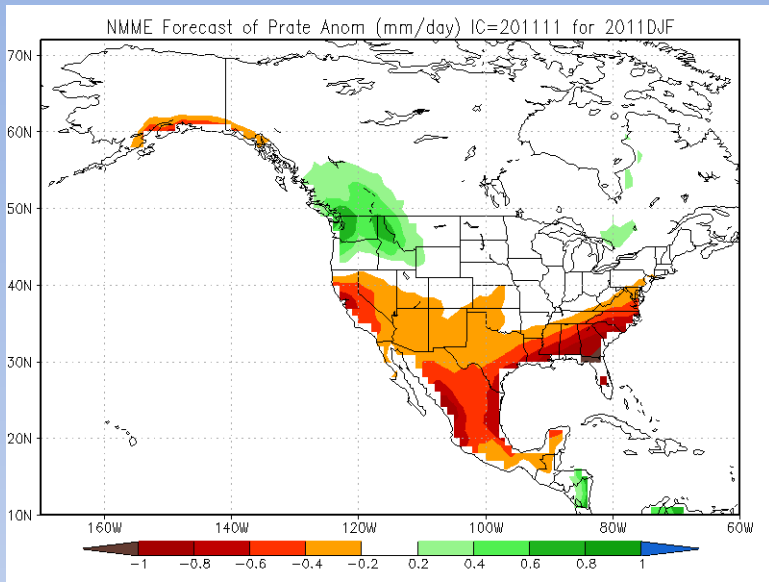 NMME Forecast of Prate Anom (mm/day) IC=201111 for 2011DJF
70N
60N
50N
40N
30N
20N
10N
160W 140W 120W 100W 80W 60W
-1 -0.8 -0.6 -0.4 -0.2 0.2 0.4 0.6 0.8 1